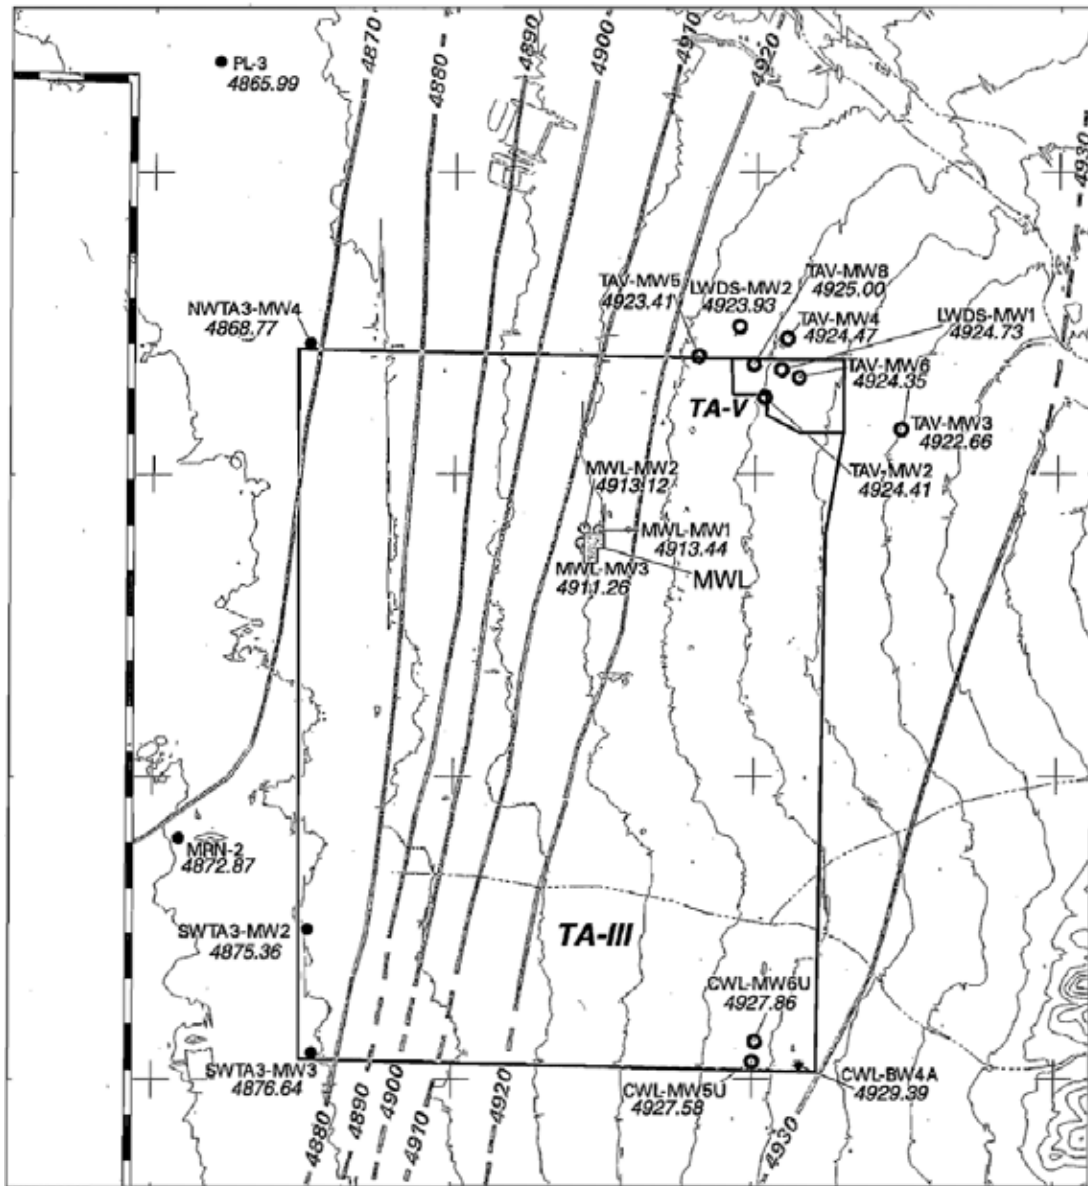 4870
4880
4890
4900
4910
4920
PL-3
4865.99
4930
TAV-MW5
4923.41
LWDS-MW2
4923.93
TAV-MW8
4925.00
NWTA3-MW4
4868.77
TAV-MW4
4924.47
LWDS-MW1
4924.73
TAV-MW6
4924.35
TA-V
TAV-MW3
4922.66
MWL-MW2
4913.12
TAV-MW2
4924.41
MWL-MW1
4913.44
MWL-MW3
4911.26
MWL
MRN-2
4872.87
SWTA3-MW2
4875.36
TA-III
CWL-MW6U
4927.86
SWTA3-MW3
4876.64
CWL-MW5U
4927.58
CWL-BW4A
4929.39
4880
4890
4900
4910
4920
4930